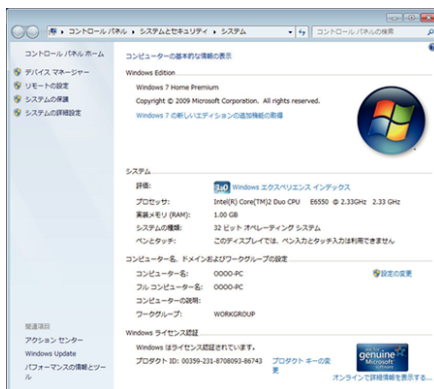 コントロール パネル ▸ システムとセキュリティ ▸ システム
コントロール パネルの検索
コントロール パネル ホーム
デバイス マネージャー
リモートの設定
システムの保護
システムの詳細設定
コンピューターの基本的な情報の表示
Windows Edition
Windows 7 Home Premium
Copyright © 2009 Microsoft Corporation. All rights reserved.
Windows 7 の新しいエディションの追加機能の取得
システム
評価: 3.0 Windows エクスペリエンス インデックス
プロセッサ: Intel(R) Core(TM)2 Duo CPU E6550 @ 2.33GHz 2.33 GHz
実装メモリ (RAM): 1.00 GB
システムの種類: 32 ビット オペレーティング システム
ペンとタッチ: このディスプレイでは、ペン入力とタッチ入力は利用できません
コンピューター名、ドメインおよびワークグループの設定
コンピューター名: OOOO-PC
設定の変更
フル コンピューター名: OOOO-PC
コンピューターの説明:
ワークグループ: WORKGROUP
Windows ライセンス認証
Windows はライセンス認証されています。
プロダクト ID: 00359-231-8708093-86743 プロダクト キーの変更
genuine
Microsoft
Software
オンラインで詳細情報を表示する...
関連項目
アクション センター
Windows Update
パフォーマンスの情報とツール